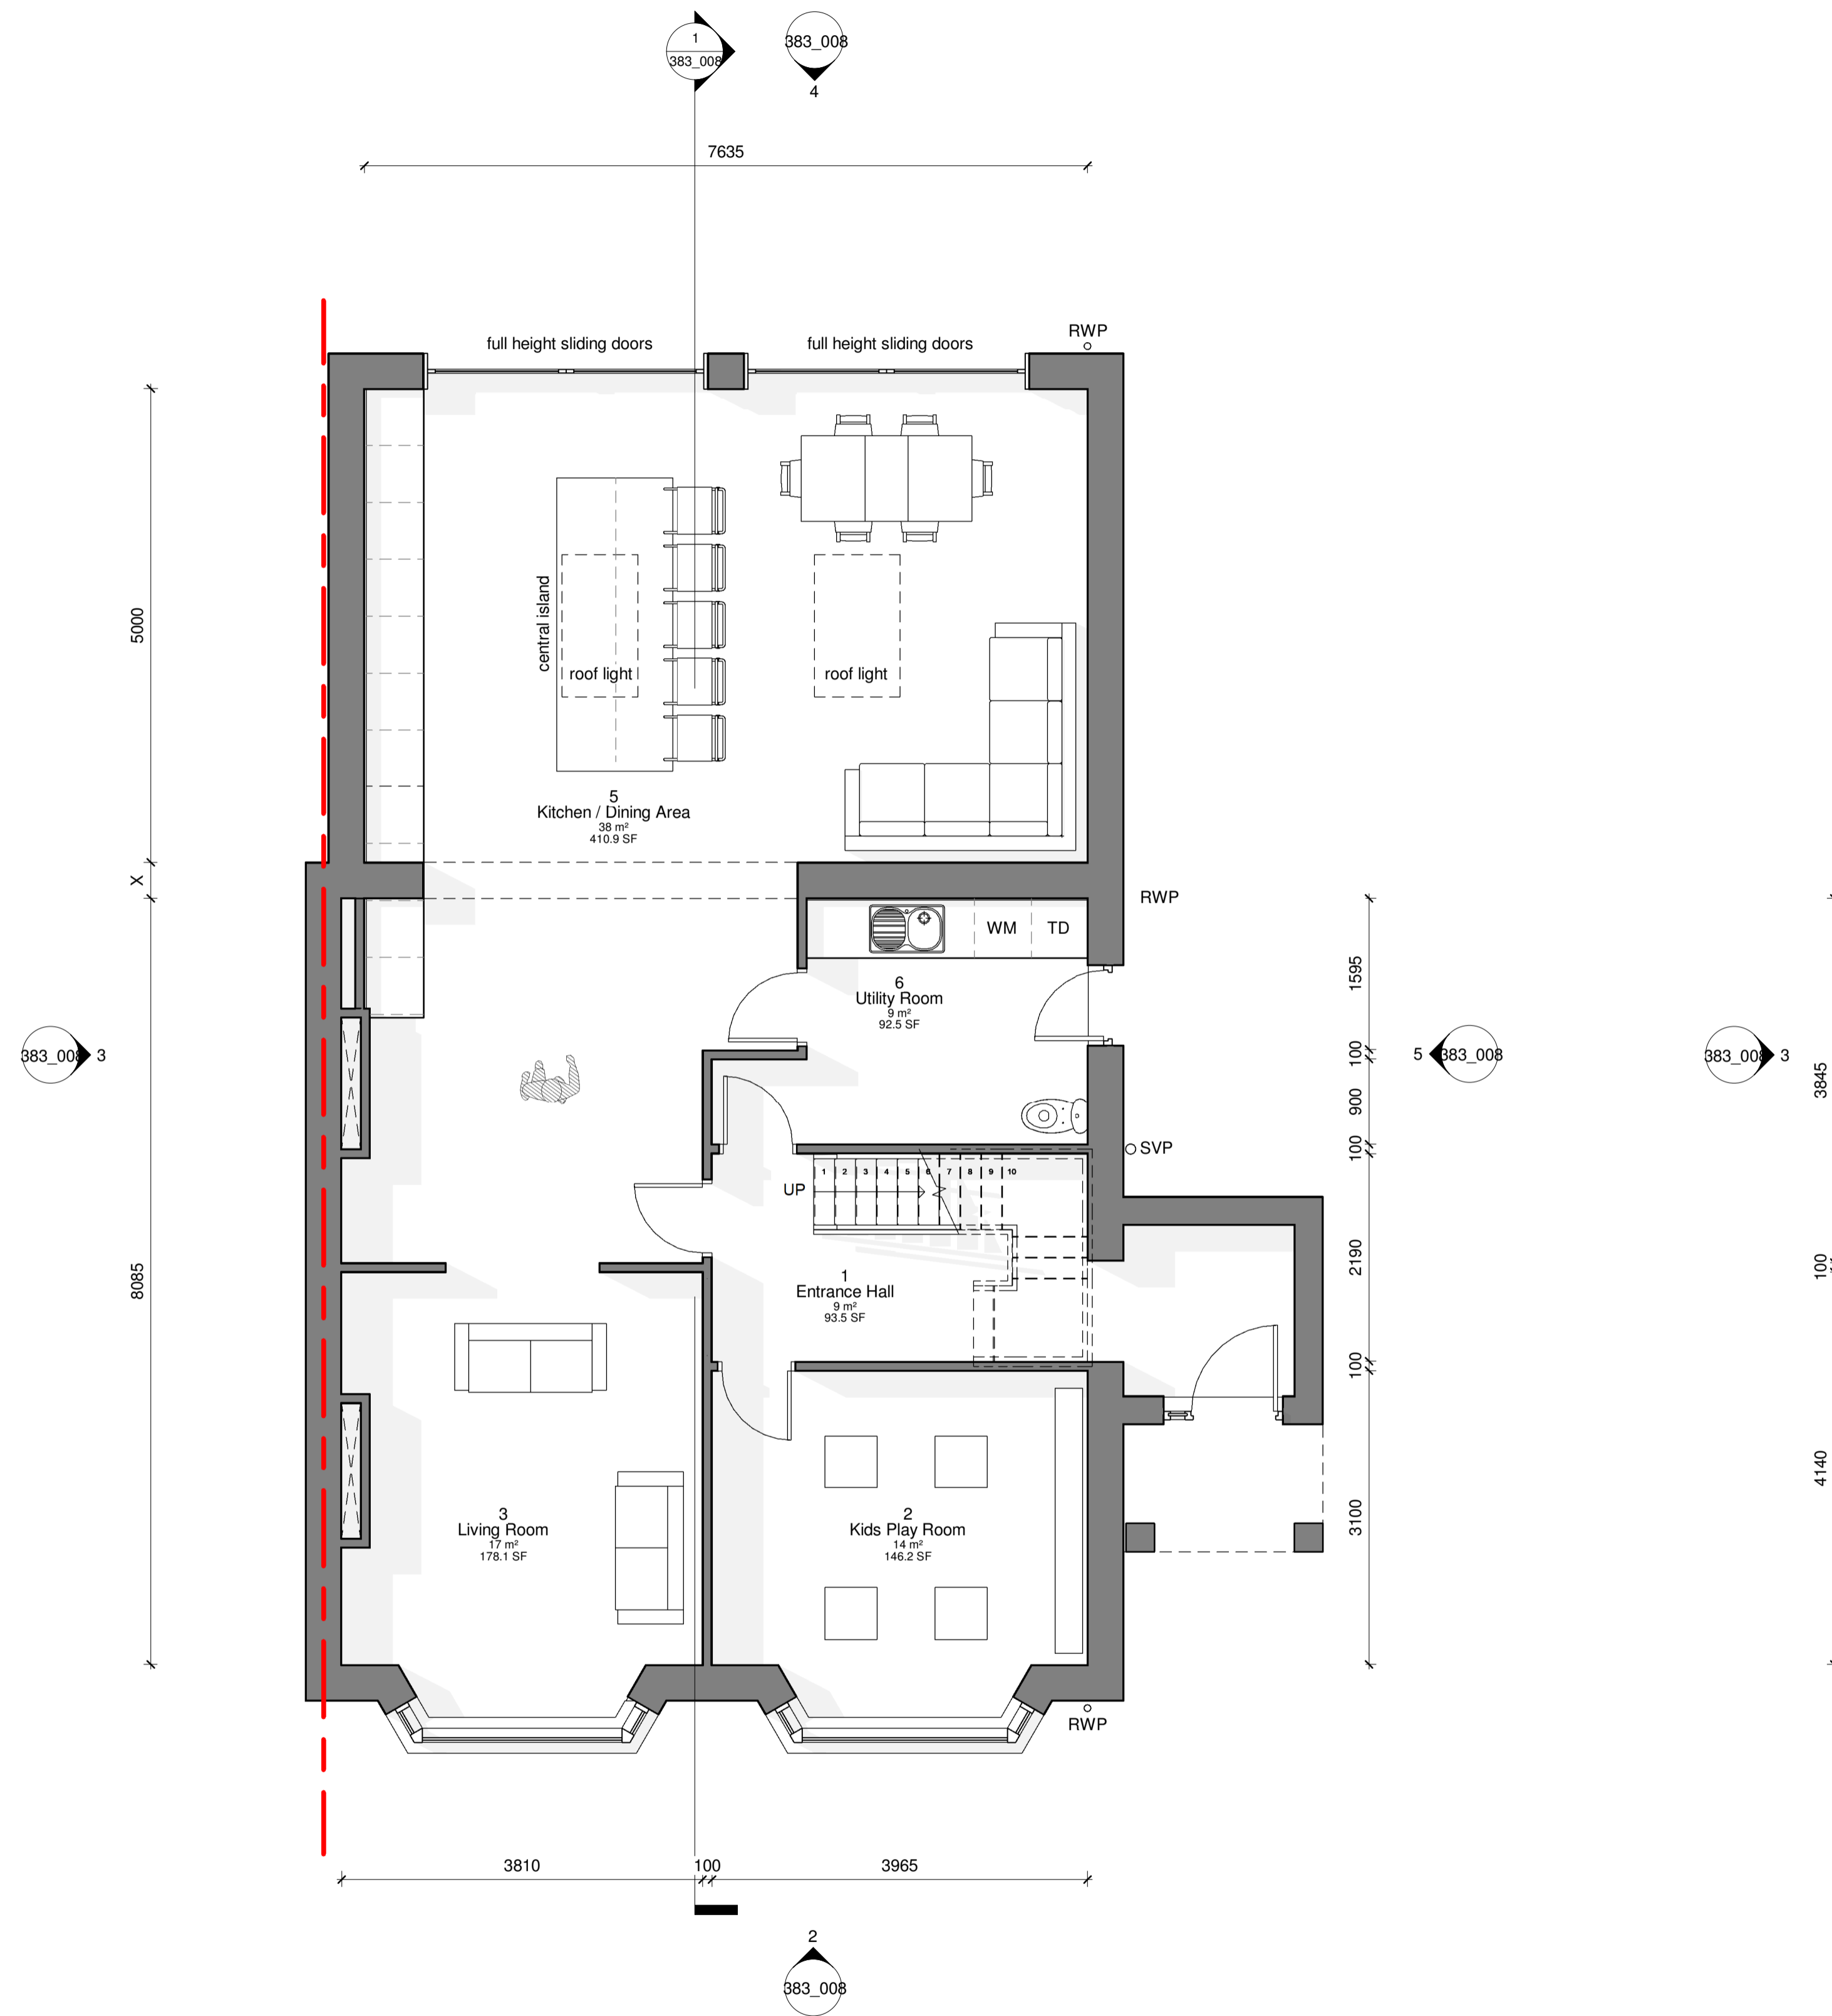 1
383_008
383_008
4
7635
RWP
full height sliding doors
full height sliding doors
5000
central island
roof light
roof light
5
Kitchen / Dining Area
38 m²
410.9 SF
X
RWP
WM
TD
6
Utility Room
9 m²
92.5 SF
1595
383_008
3
5
383_008
383_008
3
100
900
3845
100
SVP
1 2 3 4 5 6 7 8 9 10
UP
8085
1
Entrance Hall
9 m²
93.5 SF
2190
100
100
3
Living Room
17 m²
178.1 SF
2
Kids Play Room
14 m²
146.2 SF
3100
4140
RWP
3810
100
3965
2
383_008